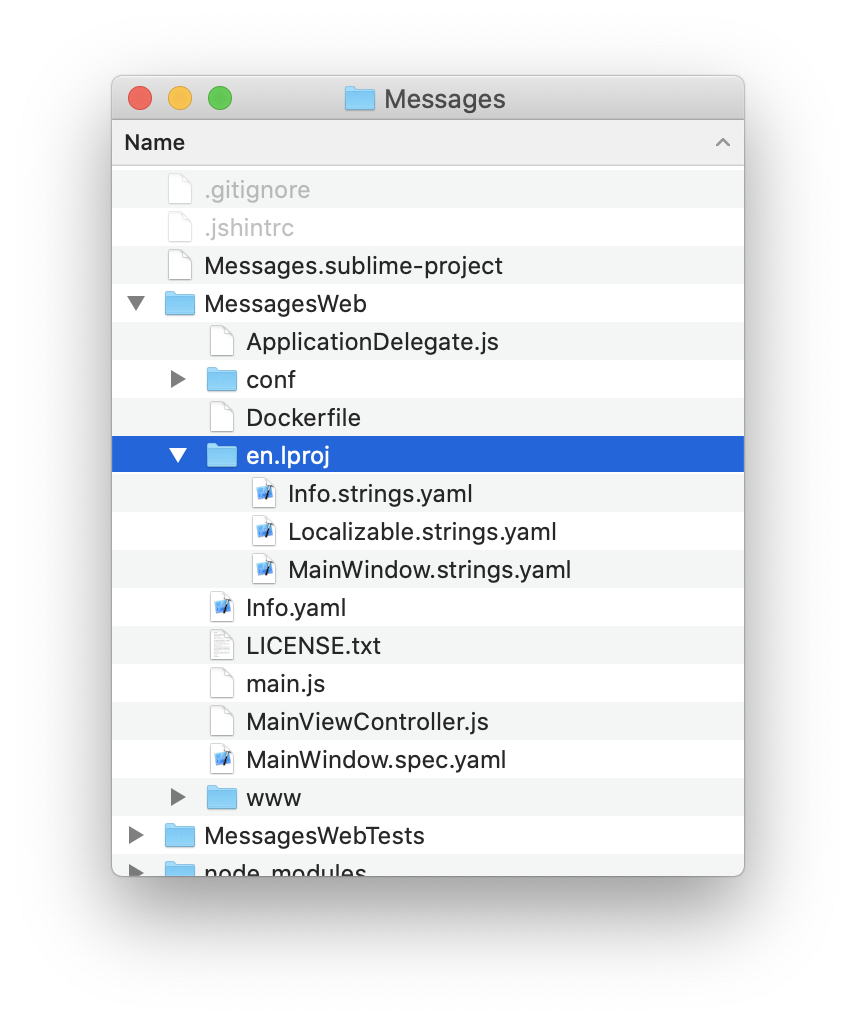 Messages
Name
.gitignore
.jshintrc
Messages.sublime-project
MessagesWeb
ApplicationDelegate.js
conf
Dockerfile
en.lproj
Info.strings.yaml
Localizable.strings.yaml
MainWindow.strings.yaml
Info.yaml
LICENSE.txt
main.js
MainViewController.js
MainWindow.spec.yaml
www
MessagesWebTests
node_modules